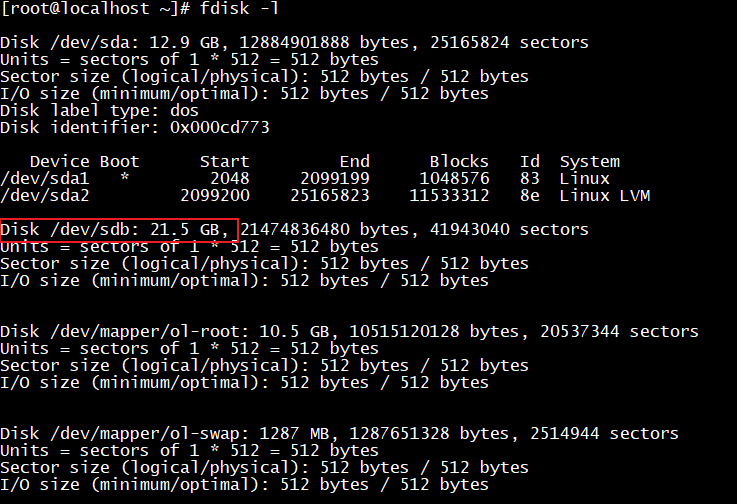 [root@localhost ~]# fdisk -l
Disk /dev/sda: 12.9 GB, 12884901888 bytes, 25165824 sectors
Units = sectors of 1 * 512 = 512 bytes
Sector size (logical/physical): 512 bytes / 512 bytes
I/O size (minimum/optimal): 512 bytes / 512 bytes
Disk label type: dos
Disk identifier: 0x000cd773
Device Boot Start End Blocks Id System
/dev/sda1 * 2048 2099199 1048576 83 Linux
/dev/sda2 2099200 25165823 11533312 8e Linux LVM
Disk /dev/sdb: 21.5 GB, 21474836480 bytes, 41943040 sectors
Units = sectors of 1 * 512 = 512 bytes
Sector size (logical/physical): 512 bytes / 512 bytes
I/O size (minimum/optimal): 512 bytes / 512 bytes
Disk /dev/mapper/ol-root: 10.5 GB, 10515120128 bytes, 20537344 sectors
Units = sectors of 1 * 512 = 512 bytes
Sector size (logical/physical): 512 bytes / 512 bytes
I/O size (minimum/optimal): 512 bytes / 512 bytes
Disk /dev/mapper/ol-swap: 1287 MB, 1287651328 bytes, 2514944 sectors
Units = sectors of 1 * 512 = 512 bytes
Sector size (logical/physical): 512 bytes / 512 bytes
I/O size (minimum/optimal): 512 bytes / 512 bytes